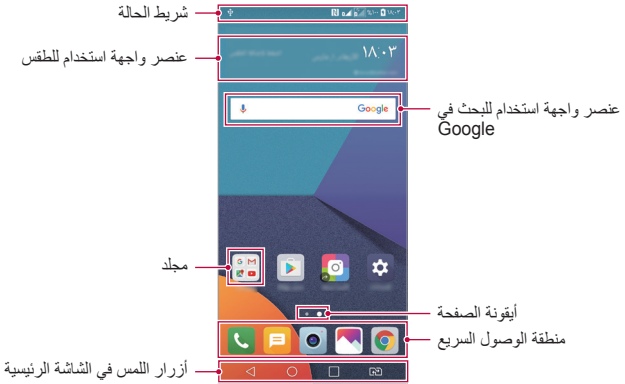 شريط الحالة
%١٠٠ ١٨:٠٣
عنصر واجهة استخدام للطقس
١٨:٠٣
Google
عنصر واجهة استخدام للبحث في
Google
مجلد
أيقونة الصفحة
منطقة الوصول السريع
أزرار اللمس في الشاشة الرئيسية